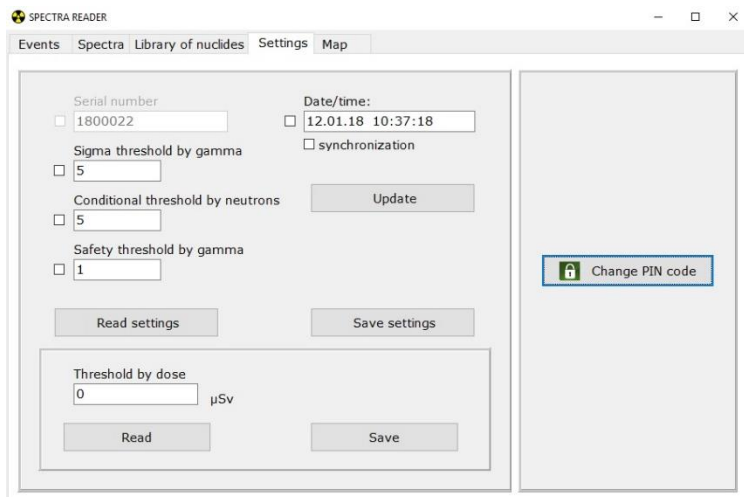 SPECTRA READER
Events Spectra Library of nuclides Settings Map
Serial number
1800022
Date/time:
12.01.18 10:37:18
synchronization
Sigma threshold by gamma
5
Update
Conditional threshold by neutrons
5
Safety threshold by gamma
1
Change PIN code
Read settings
Save settings
Threshold by dose
0
µSv
Read
Save